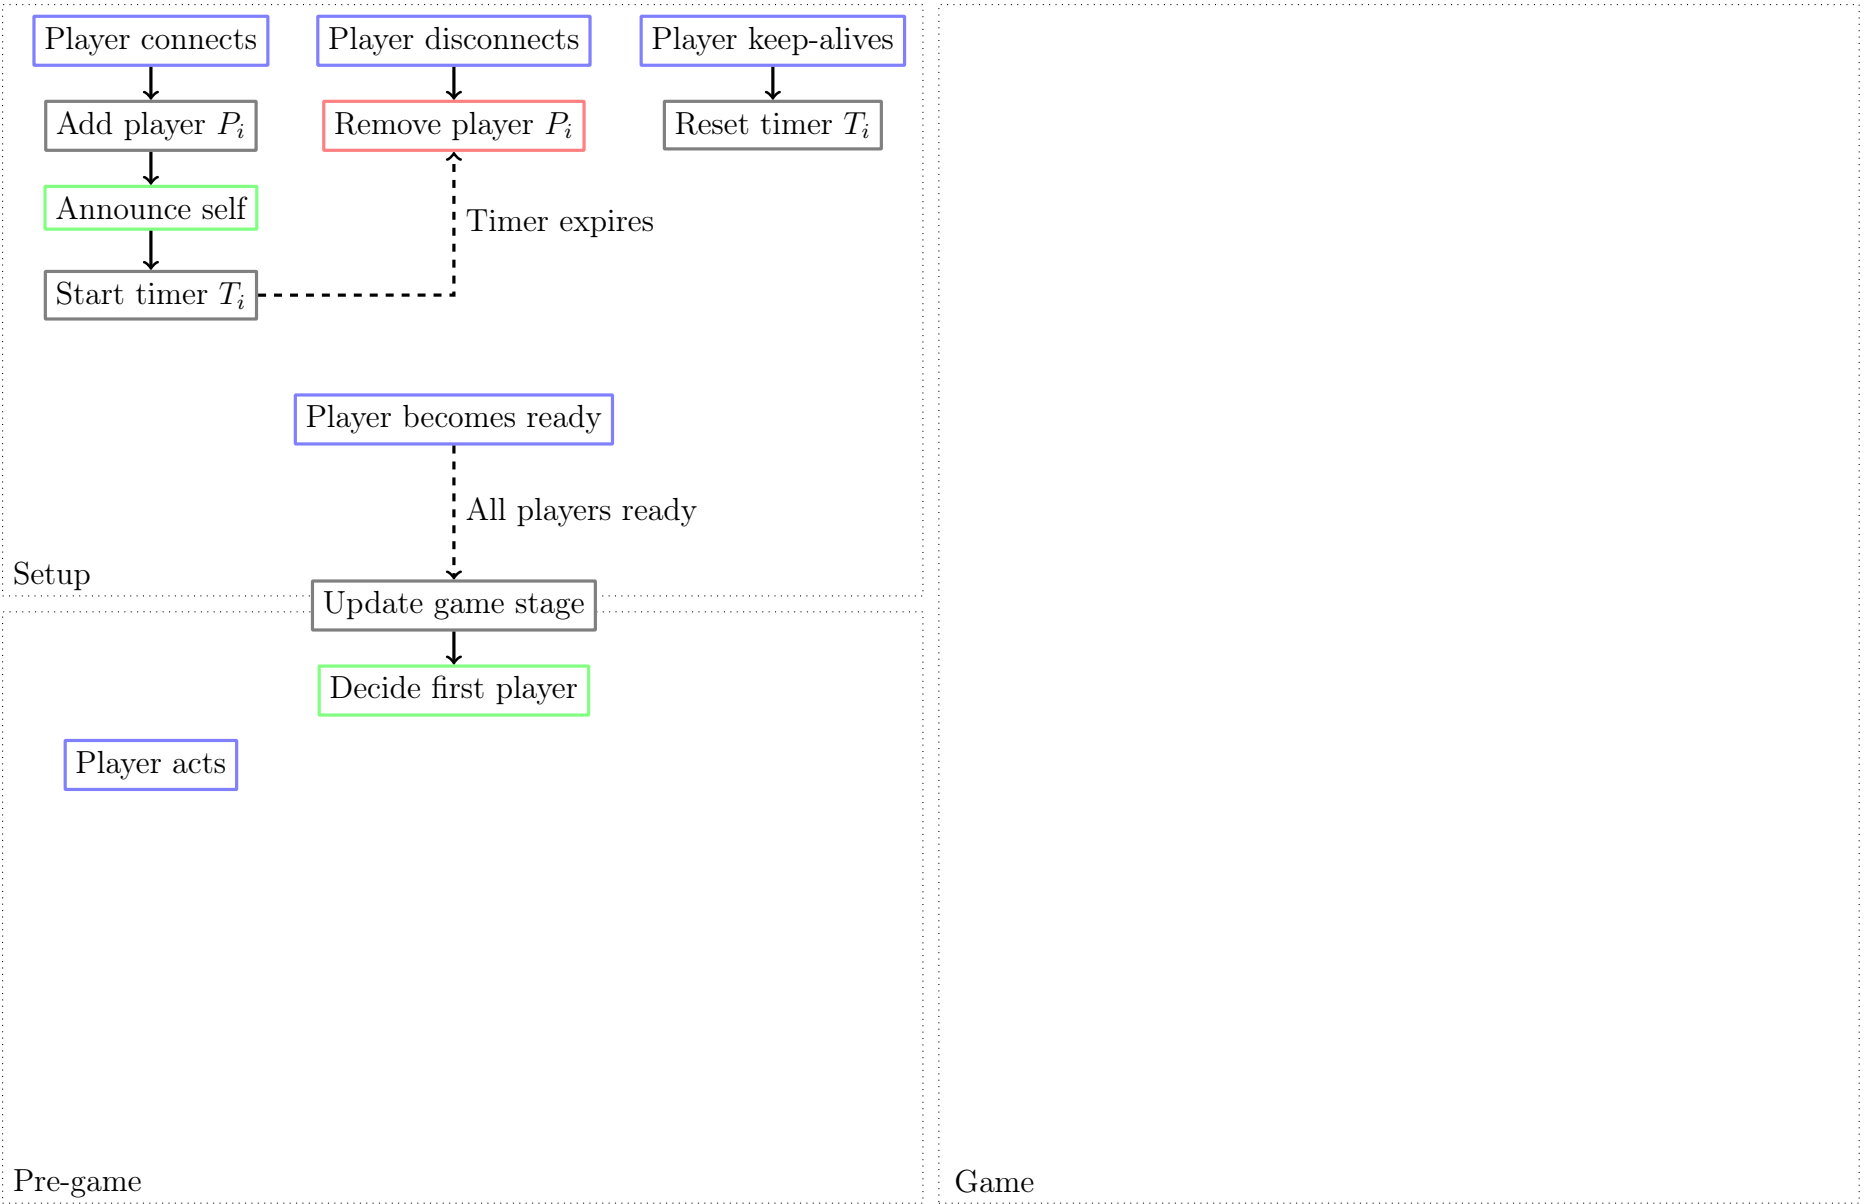 Player connects
Player disconnects
Player keep-alives
Add player P_i
Remove player P_i
Reset timer T_i
Announce self
Timer expires
Start timer T_i
Player becomes ready
All players ready
Setup
Update game stage
Decide first player
Player acts
Pre-game
Game